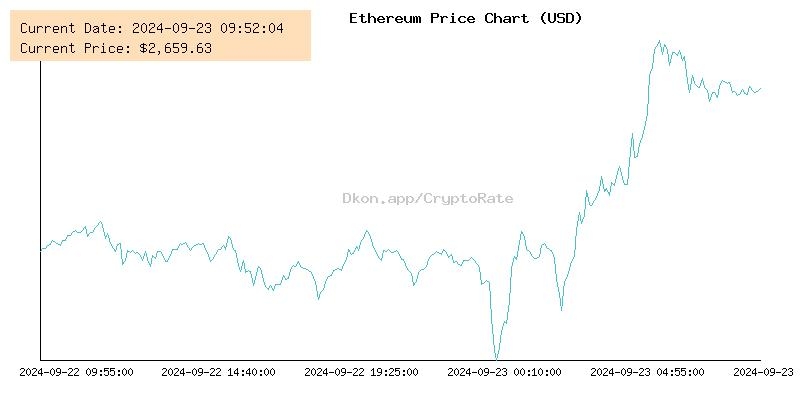 Ethereum Price Chart (USD)
Current Date: 2024-09-23 09:52:04
Current Price: $2,659.63
Dkon.app/CryptoRate
2024-09-22 09:55:00 2024-09-22 14:40:00 2024-09-22 19:25:00 2024-09-23 00:10:00 2024-09-23 04:55:00 2024-09-23